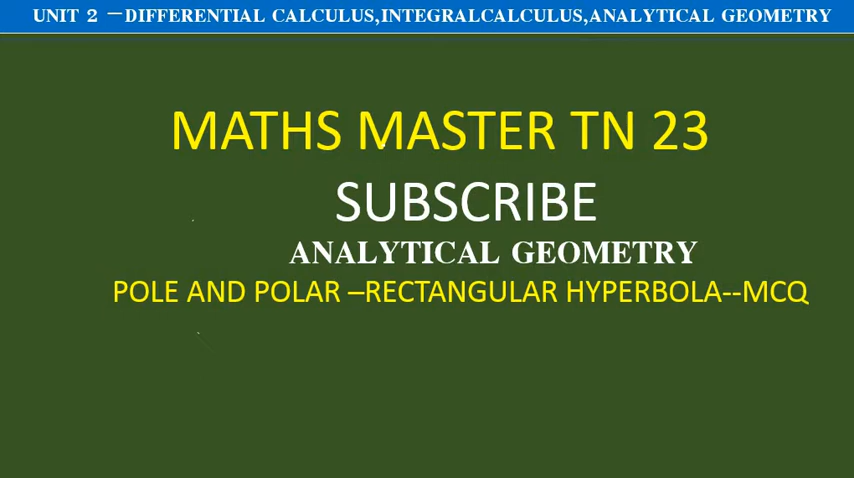 UNIT 2 –DIFFERENTIAL CALCULUS,INTEGRALCALCULUS,ANALYTICAL GEOMETRY
MATHS MASTER TN 23
SUBSCRIBE
ANALYTICAL GEOMETRY
POLE AND POLAR –RECTANGULAR HYPERBOLA--MCQ